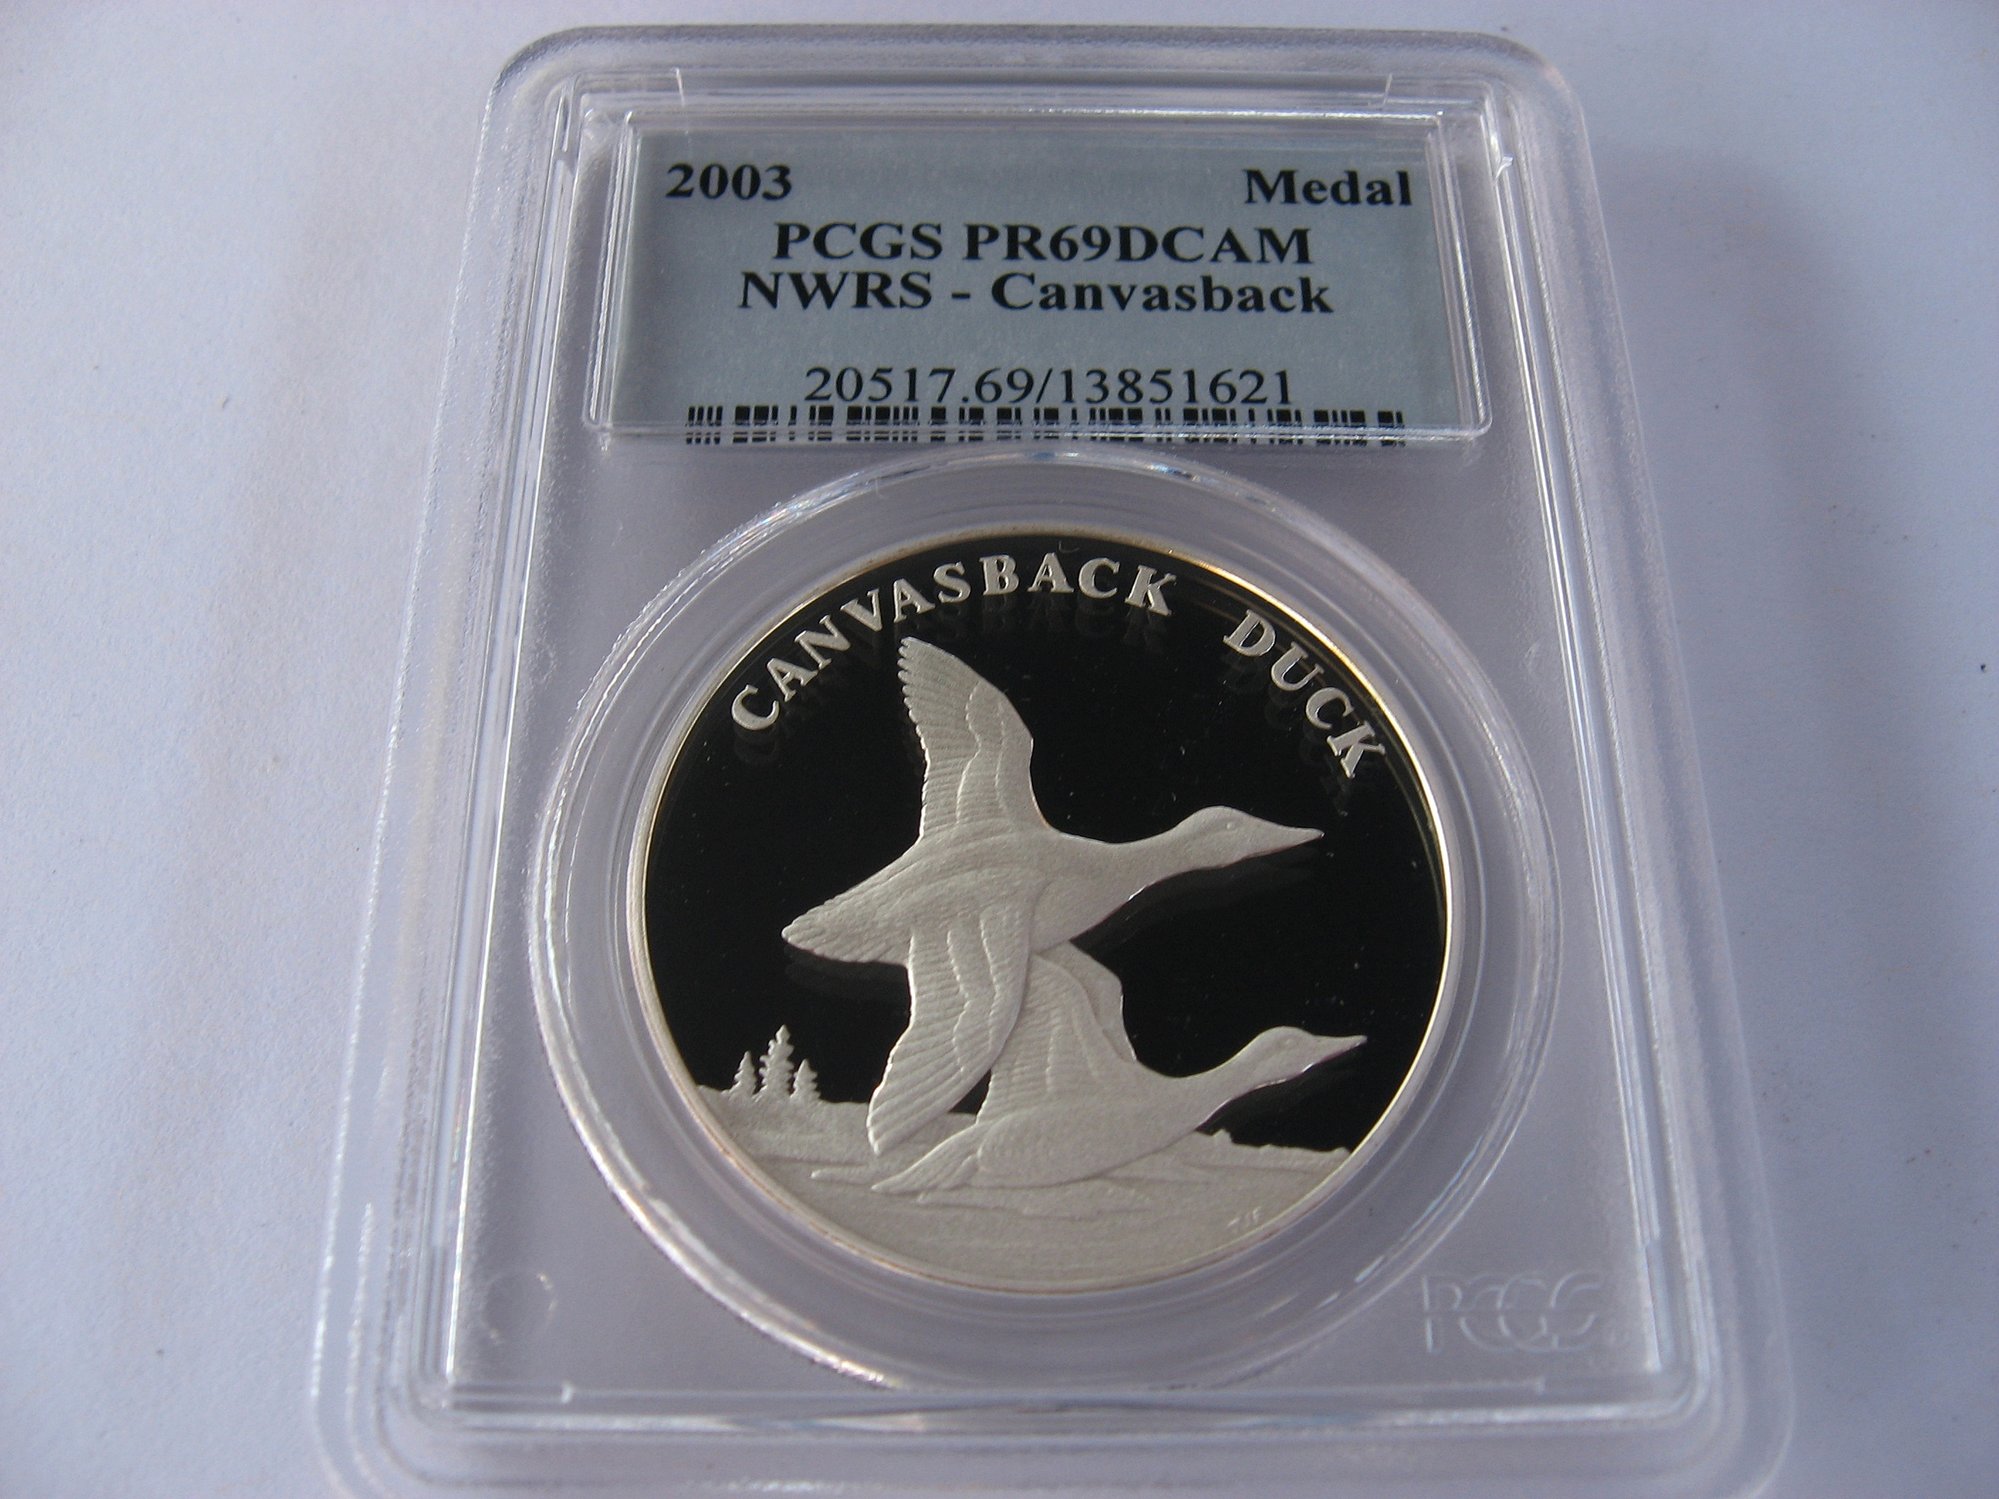 2003 Medal
PCGS PR69DCAM
NWRS - Canvasback
20517.69/13851621
CANVASBACK DUCK
PCGS